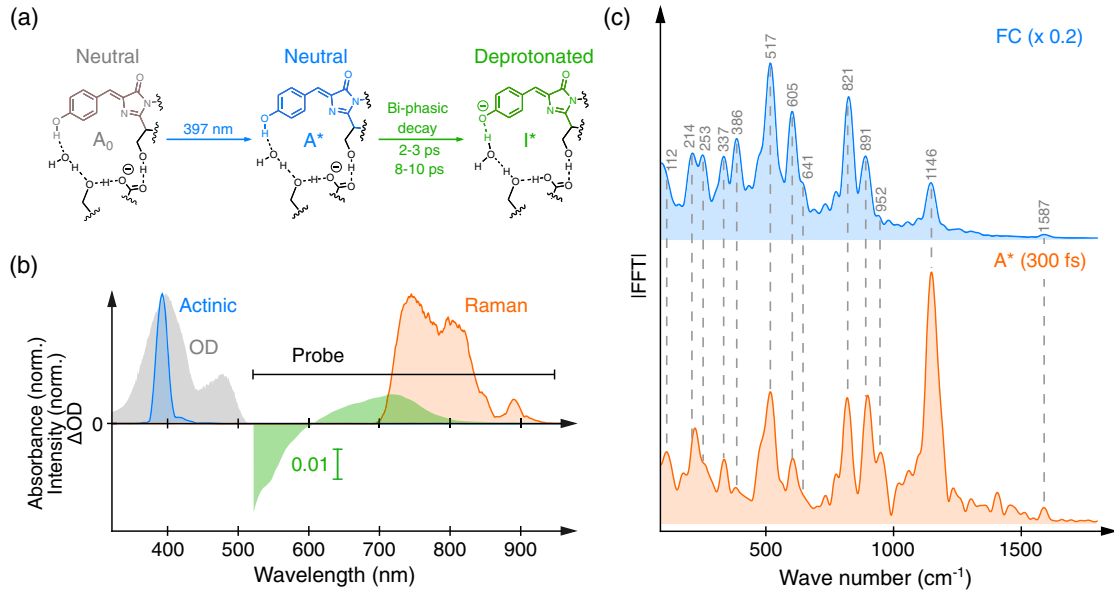 (a)
Neutral
Neutral
Deprotonated
O
N
N
O
H
A₀
O
H
H
O
H
O
H
O
O
⊖
397 nm
O
N
N
O
H
A*
O
H
H
O
H
O
H
O
O
⊖
Bi-phasic
decay
2-3 ps
8-10 ps
O
N
N
⊖
O
H
I*
O
H
H
O
H
O
H
O
O
(b)
Absorbance (norm.)
Intensity (norm.)
ΔOD
0
Actinic
OD
Probe
Raman
0.01
400
500
600
700
800
900
Wavelength (nm)
(c)
|FFT|
FC (x 0.2)
112
214
253
337
386
517
605
641
821
891
952
1146
1587
A* (300 fs)
500
1000
1500
Wave number (cm⁻¹)